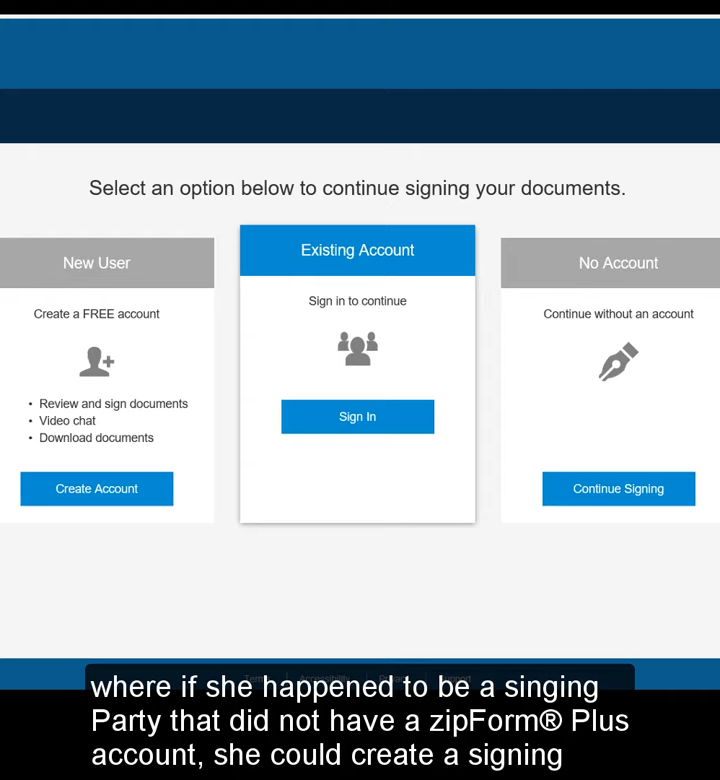 Select an option below to continue signing your documents.
New User
Create a FREE account
• Review and sign documents
• Video chat
• Download documents
Create Account
Existing Account
Sign in to continue
Sign In
No Account
Continue without an account
Continue Signing
where if she happened to be a singing
Party that did not have a zipForm® Plus
account, she could create a signing